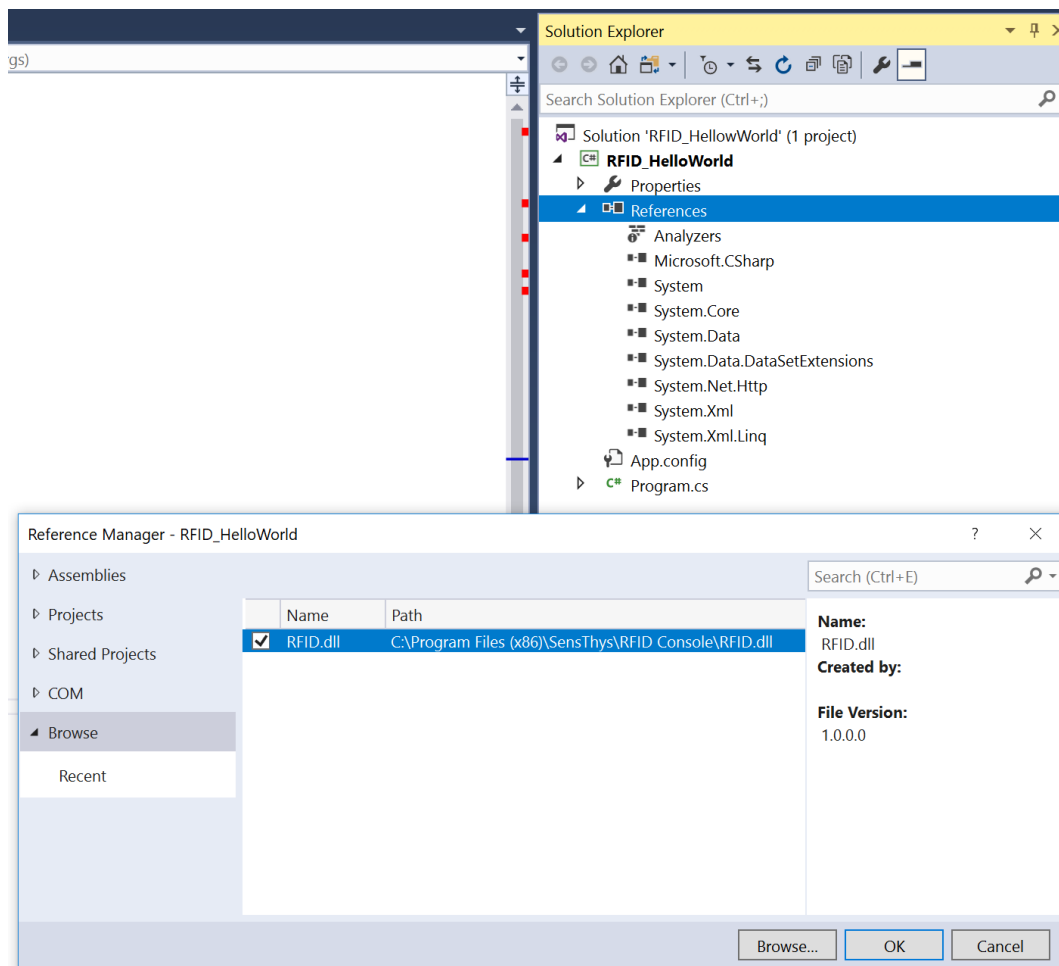 Solution Explorer
gs)
Search Solution Explorer (Ctrl+;)
Solution 'RFID_HellowWorld' (1 project)
C# RFID_HelloWorld
Properties
References
Analyzers
Microsoft.CSharp
System
System.Core
System.Data
System.Data.DataSetExtensions
System.Net.Http
System.Xml
System.Xml.Linq
App.config
C# Program.cs
Reference Manager - RFID_HelloWorld
?
Assemblies
Projects
Shared Projects
COM
Browse
Recent
Name Path
RFID.dll C:\Program Files (x86)\SensThys\RFID Console\RFID.dll
Search (Ctrl+E)
Name:
RFID.dll
Created by:
File Version:
1.0.0.0
Browse... OK Cancel